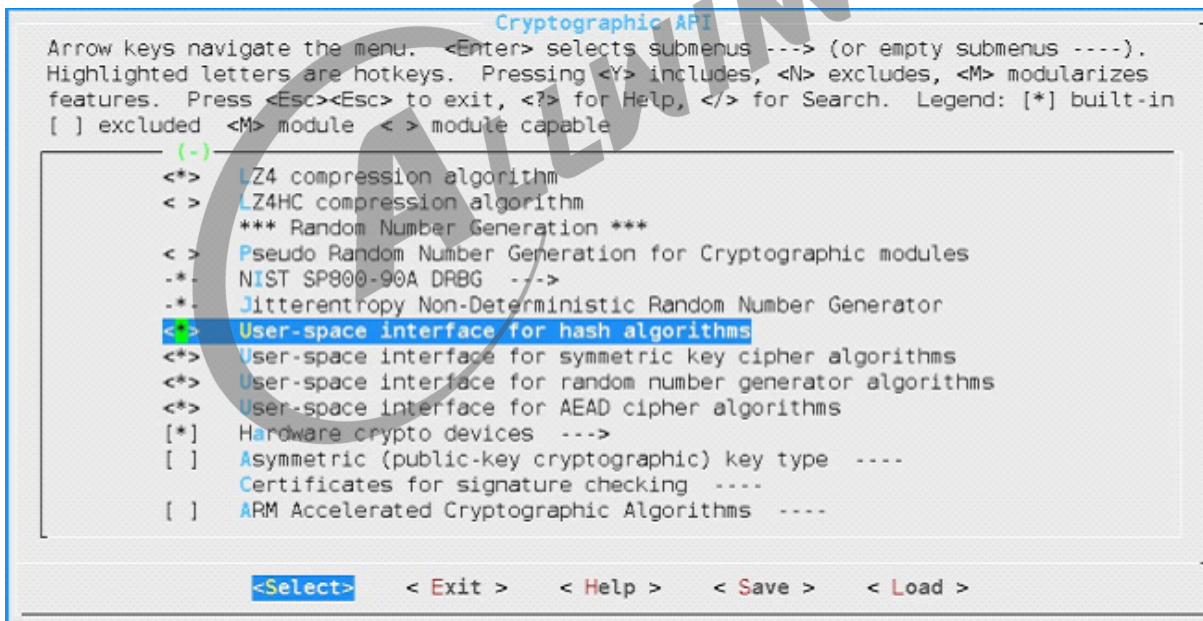 Cryptographic API
Arrow keys navigate the menu.  <Enter> selects submenus ---> (or empty submenus ----).
Highlighted letters are hotkeys.  Pressing <Y> includes, <N> excludes, <M> modularizes
features.  Press <Esc><Esc> to exit, <?> for Help, </> for Search.  Legend: [*] built-in
[ ] excluded  <M> module  < > module capable
(-)
<*>   LZ4 compression algorithm
< >   LZ4HC compression algorithm
*** Random Number Generation ***
< >   Pseudo Random Number Generation for Cryptographic modules
-*-   NIST SP800-90A DRBG  --->
-*-   Jitterentropy Non-Deterministic Random Number Generator
<*>   User-space interface for hash algorithms
<*>   User-space interface for symmetric key cipher algorithms
<*>   User-space interface for random number generator algorithms
<*>   User-space interface for AEAD cipher algorithms
[*]   Hardware crypto devices  --->
[ ]   Asymmetric (public-key cryptographic) key type  ----
Certificates for signature checking  ----
[ ]   ARM Accelerated Cryptographic Algorithms  ----
<Select>    < Exit >    < Help >    < Save >    < Load >